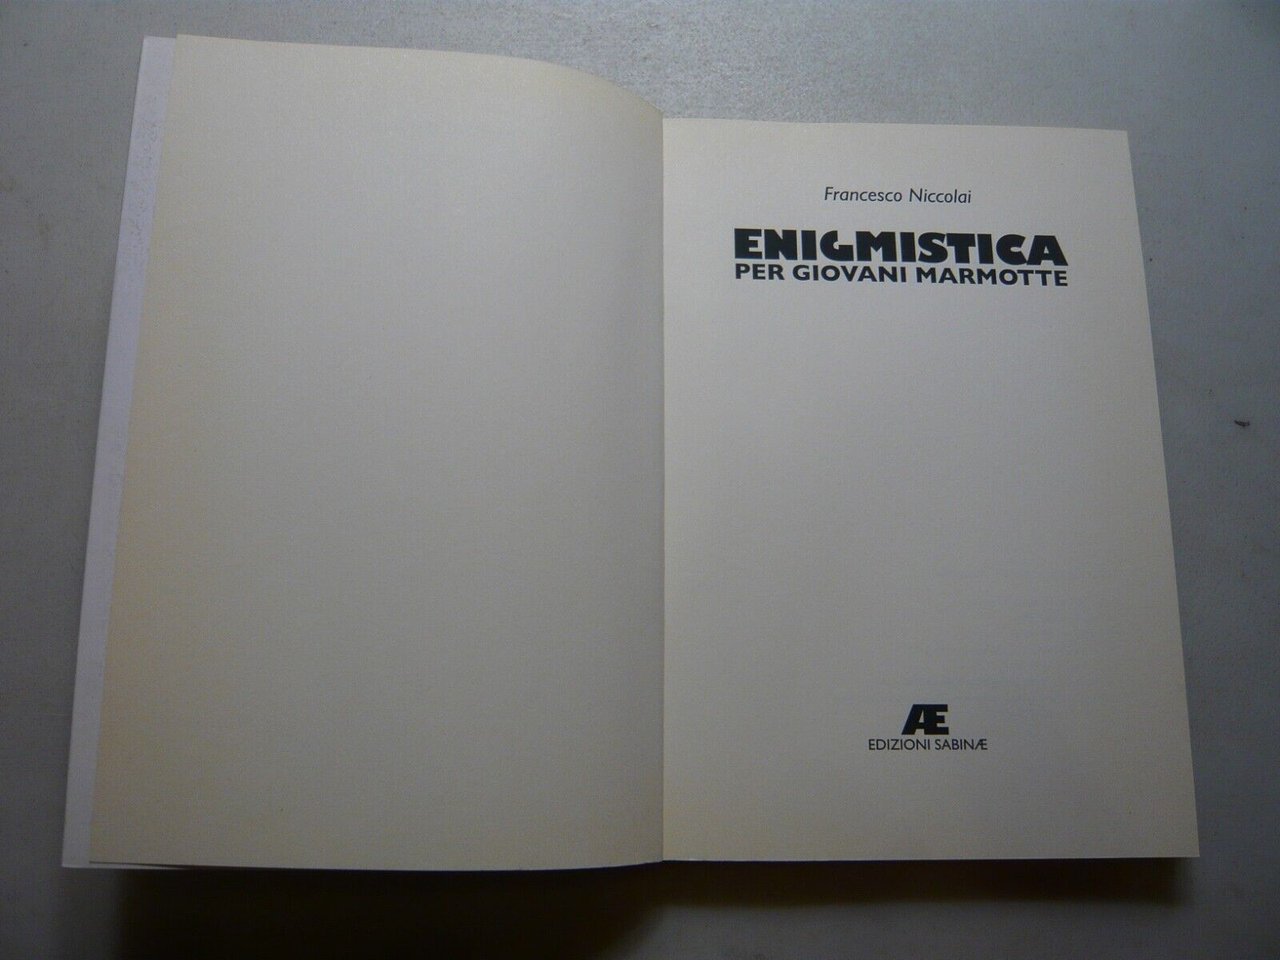 Francesco Niccolai
ENIGMISTICA
PER GIOVANI MARMOTTE
Æ
EDIZIONI SABINÆ